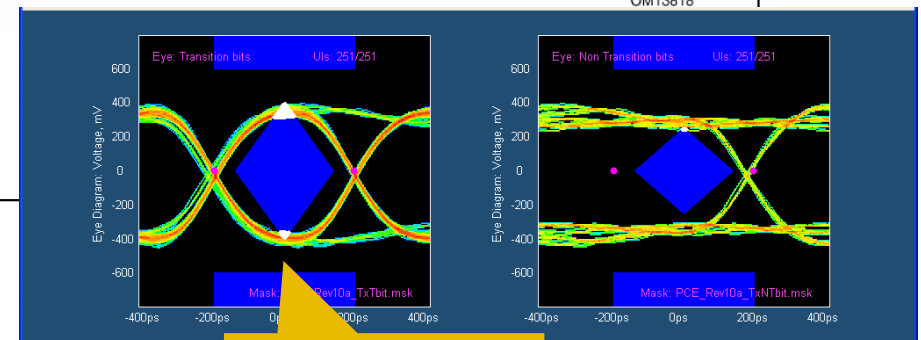 OM13818
Eye: Transition bits UIs: 251/251
600
400
200
0
-200
-400
-600
Eye Diagram: Voltage, mV
Mask: Rev10a_TxTbit.msk
-400ps -200ps 200ps 400ps
Eye: Non Transition bits UIs: 251/251
600
400
200
0
-200
-400
-600
Eye Diagram: Voltage, mV
Mask: PCE_Rev10a_TxNTbit.msk
-400ps -200ps 0ps 200ps 400ps